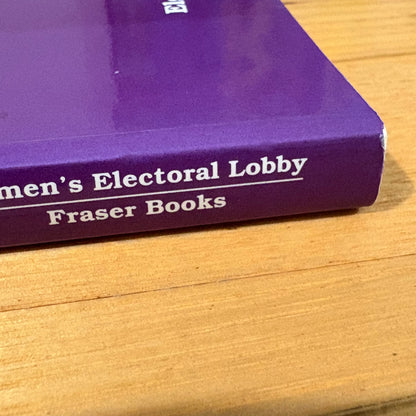 men's Electoral Lobby
Fraser Books